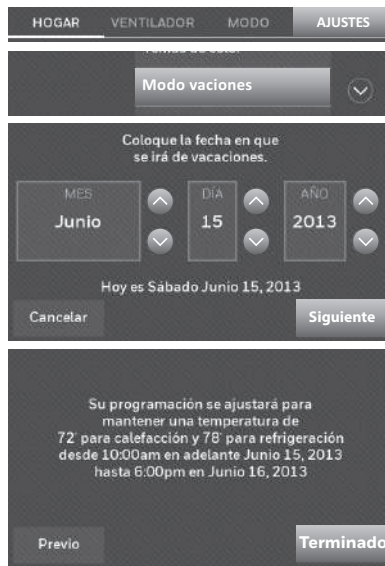 HOGAR VENTILADOR MODO AJUSTES
Modo vaciones
Coloque la fecha en que
se irá de vacaciones.
MES DÍA AÑO
Junio 15 2013
Hoy es Sábado Junio 15, 2013
Cancelar Siguiente
Su programación se ajustará para
mantener una temperatura de
72° para calefacción y 78° para refrigeración
desde 10:00am en adelante Junio 15, 2013
hasta 6:00pm en Junio 16, 2013
Previo Terminado